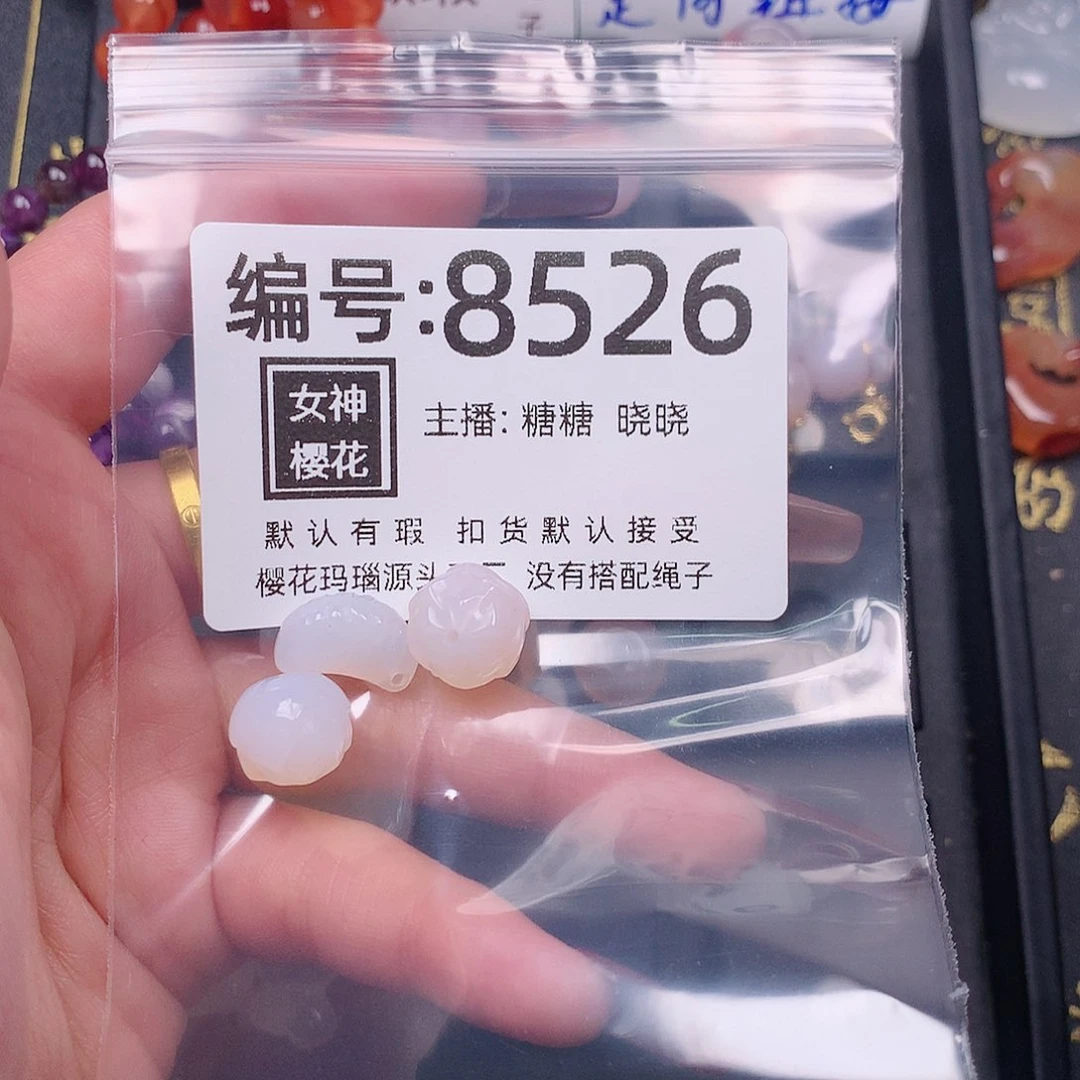 编号:8526
女神
樱花
主播: 糖糖 晓晓
默认有瑕 扣货默认接受
樱花玛瑙源头 没有搭配绳子